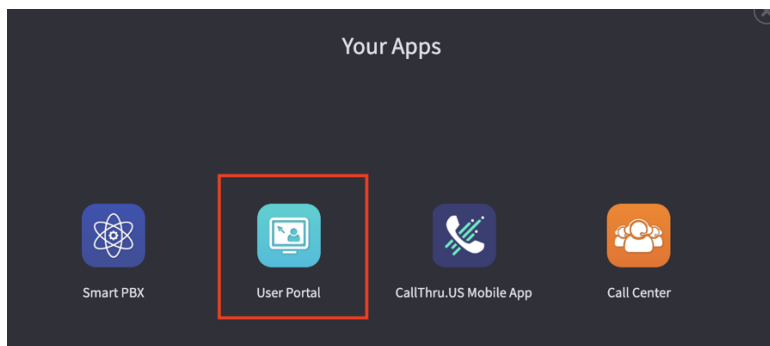 Your Apps
Smart PBX
User Portal
CallThru.US Mobile App
Call Center